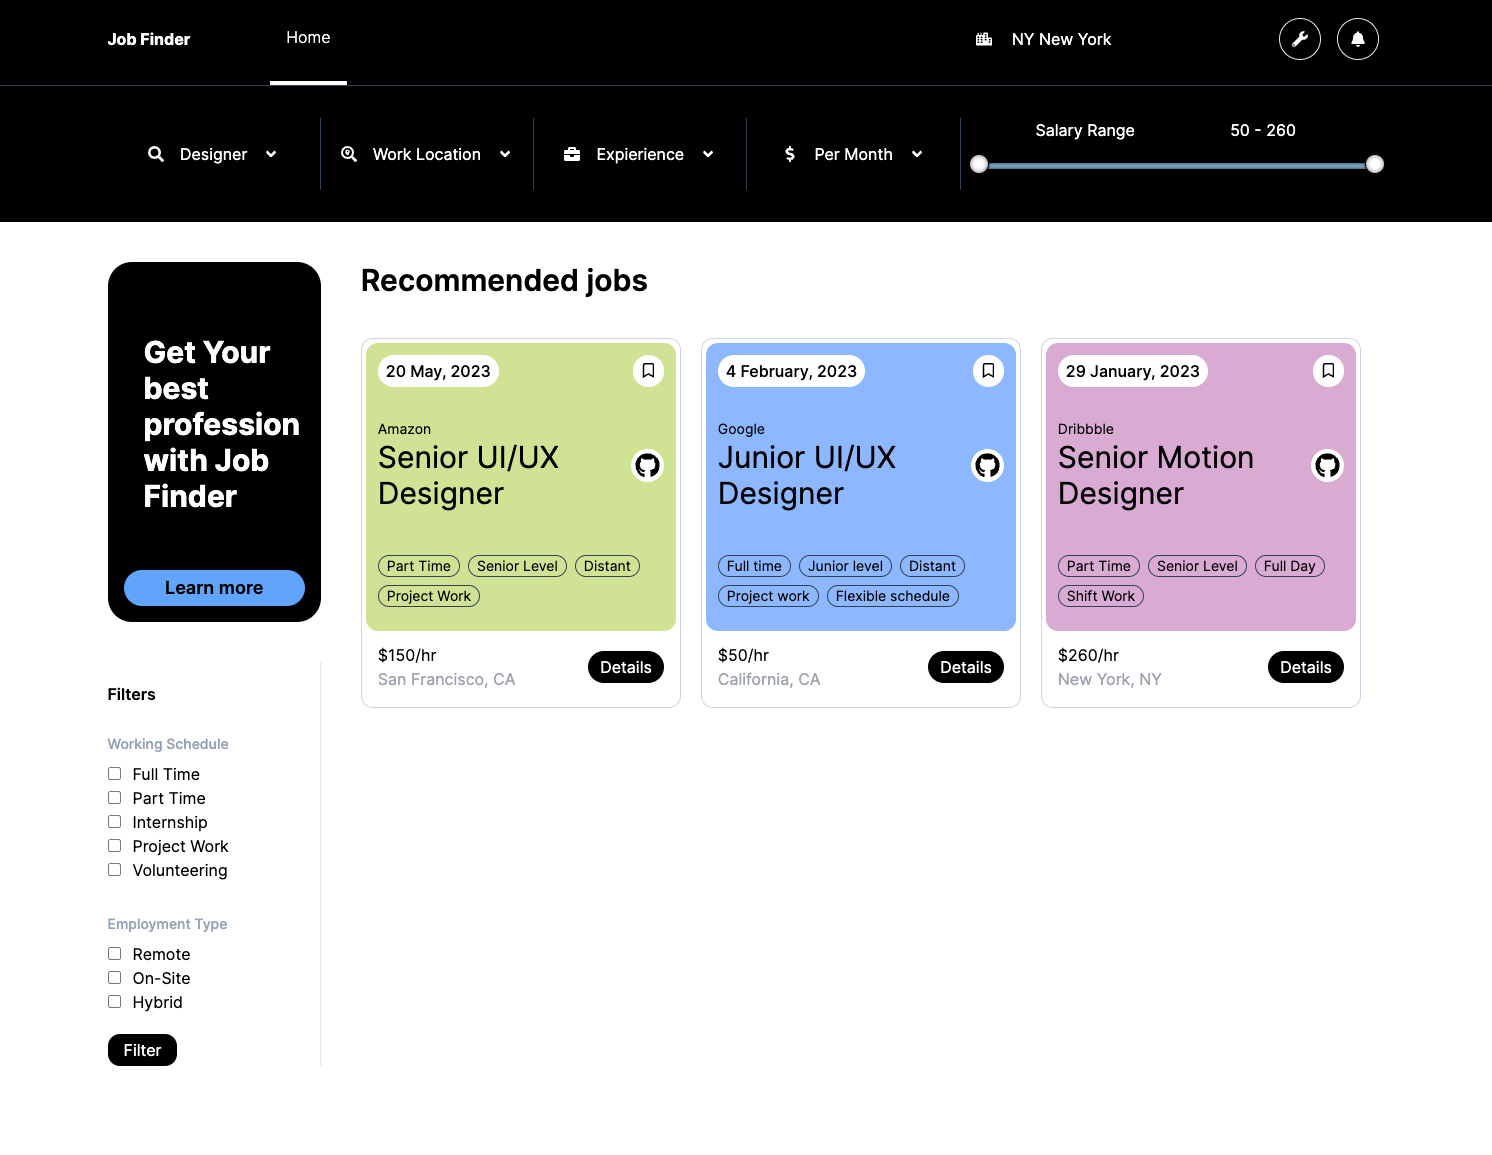 Job Finder
Home
NY New York
Designer
Work Location
Expierience
Per Month
Salary Range
50 - 260
Get Your
best
profession
with Job
Finder
Learn more
Filters
Working Schedule
Full Time
Part Time
Internship
Project Work
Volunteering
Employment Type
Remote
On-Site
Hybrid
Filter
Recommended jobs
20 May, 2023
Amazon
Senior UI/UX
Designer
Part Time
Senior Level
Distant
Project Work
$150/hr
San Francisco, CA
Details
4 February, 2023
Google
Junior UI/UX
Designer
Full time
Junior level
Distant
Project work
Flexible schedule
$50/hr
California, CA
Details
29 January, 2023
Dribbble
Senior Motion
Designer
Part Time
Senior Level
Full Day
Shift Work
$260/hr
New York, NY
Details